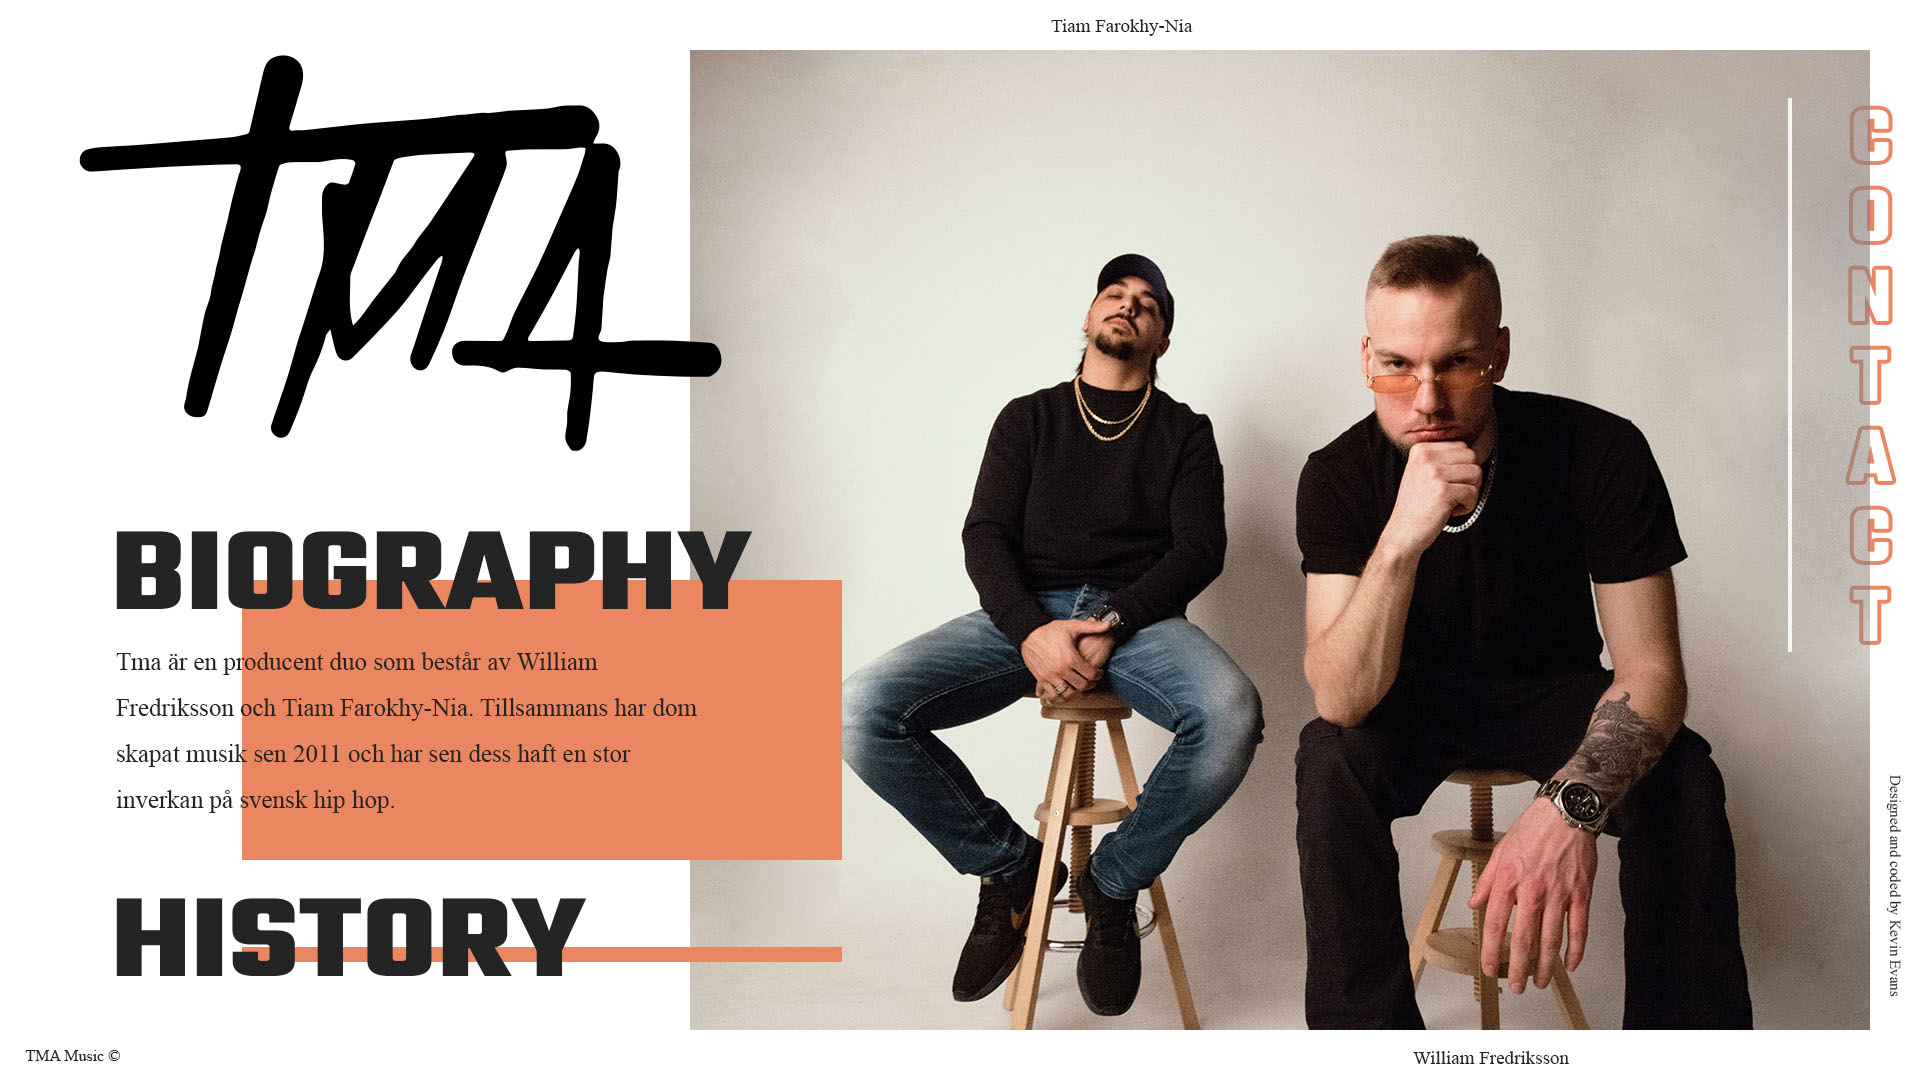 Tiam Farokhy-Nia
TMA
BIOGRAPHY
Tma är en producent duo som består av William
Fredriksson och Tiam Farokhy-Nia. Tillsammans har dom
skapat musik sen 2011 och har sen dess haft en stor
inverkan på svensk hip hop.
HISTORY
CONTACT
Designed and coded by Kevin Evans
TMA Music ©
William Fredriksson